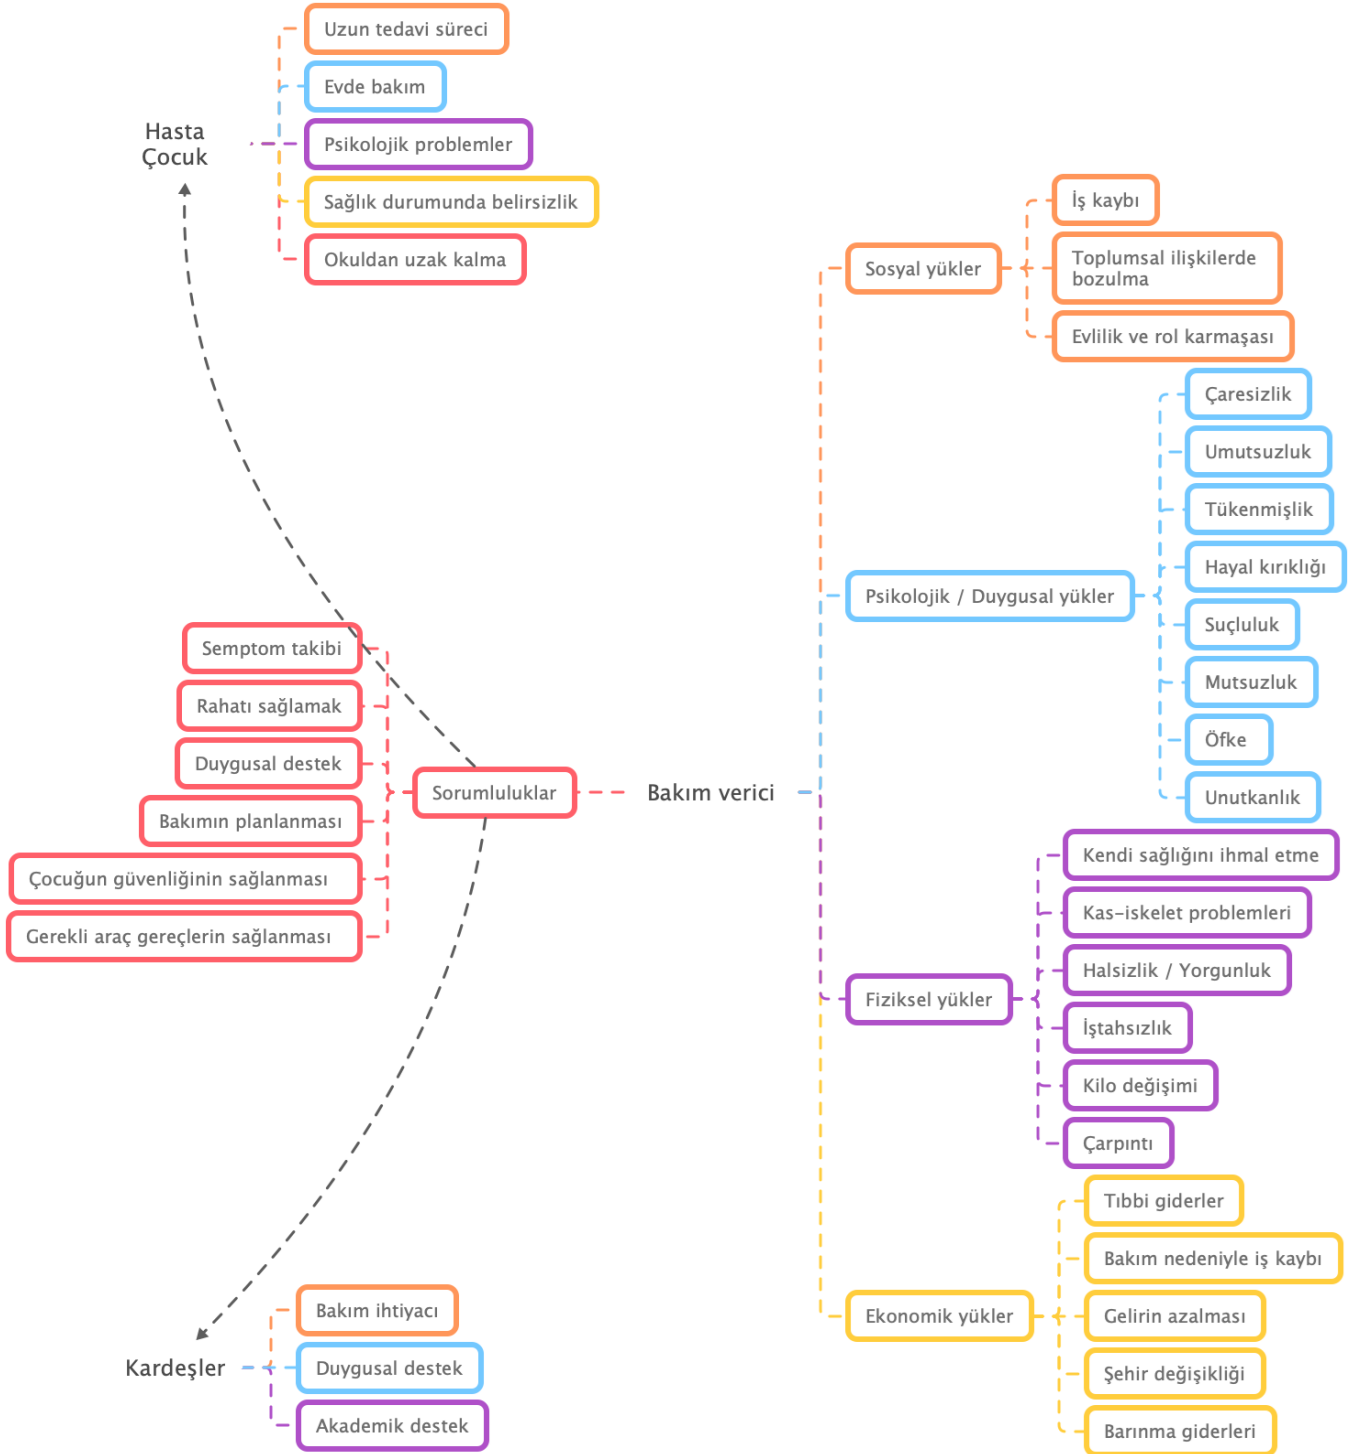 Hasta
Çocuk
Uzun tedavi süreci
Evde bakım
Psikolojik problemler
Sağlık durumunda belirsizlik
Okuldan uzak kalma
Semptom takibi
Rahatı sağlamak
Duygusal destek
Bakımın planlanması
Çocuğun güvenliğinin sağlanması
Gerekli araç gereçlerin sağlanması
Sorumluluklar
Bakım verici
Sosyal yükler
İş kaybı
Toplumsal ilişkilerde
bozulma
Evlilik ve rol karmaşası
Psikolojik / Duygusal yükler
Çaresizlik
Umutsuzluk
Tükenmişlik
Hayal kırıklığı
Suçluluk
Mutsuzluk
Öfke
Unutkanlık
Fiziksel yükler
Kendi sağlığını ihmal etme
Kas-iskelet problemleri
Halsizlik / Yorgunluk
İştahsızlık
Kilo değişimi
Çarpıntı
Ekonomik yükler
Tıbbi giderler
Bakım nedeniyle iş kaybı
Gelirin azalması
Şehir değişikliği
Barınma giderleri
Kardeşler
Bakım ihtiyacı
Duygusal destek
Akademik destek